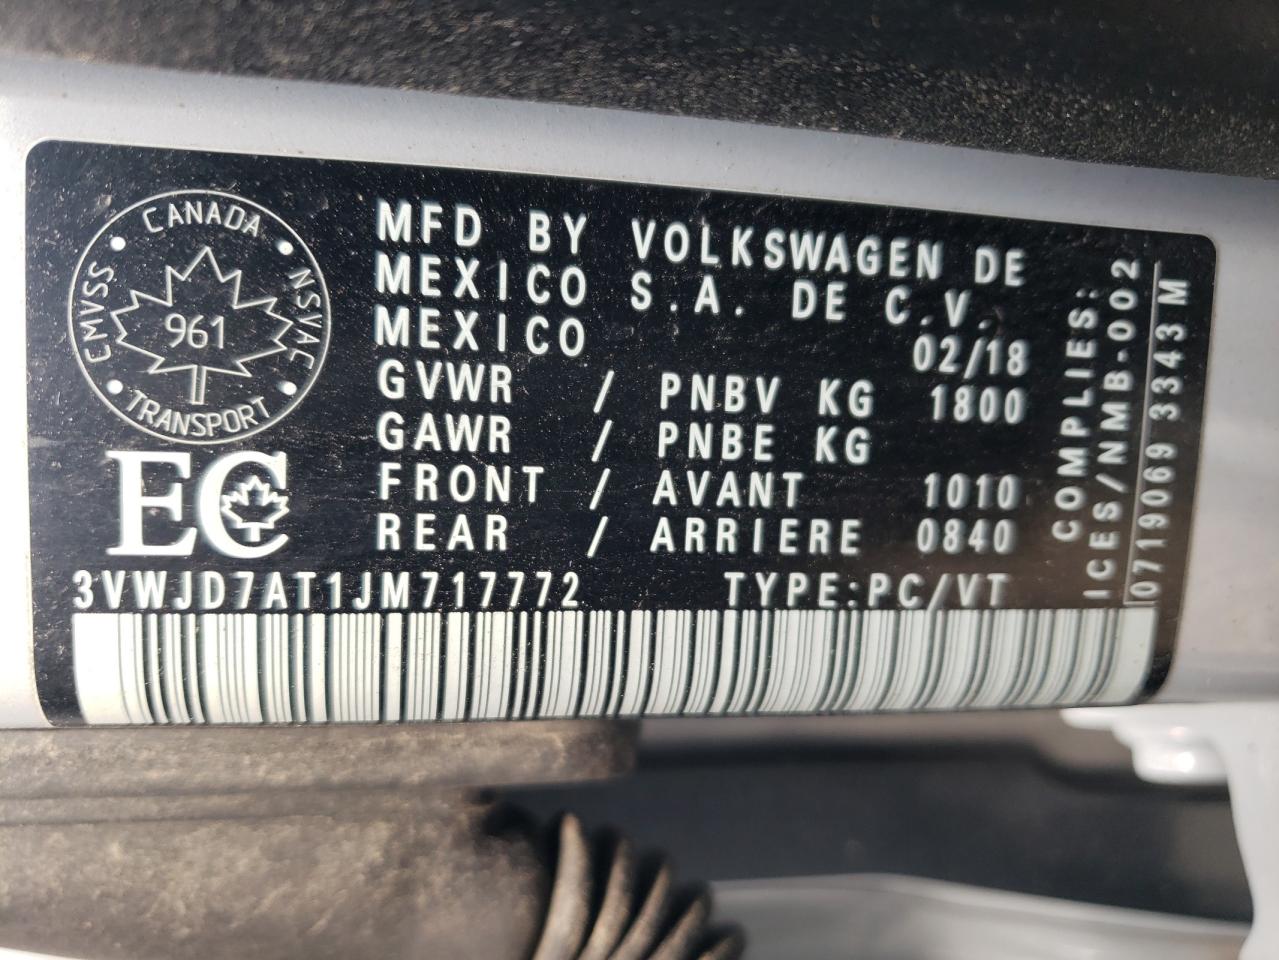 CANADA
CMVSS
NSVAC
961
TRANSPORT
EC
MFD BY VOLKSWAGEN DE
MEXICO S.A. DE C.V.
MEXICO 02/18
GVWR / PNBV KG 1800
GAWR / PNBE KG
FRONT / AVANT 1010
REAR / ARRIERE 0840
3VWJD7AT1JM717772 TYPE:PC/VT
COMPLIES:
ICES/NMB-002
0719069 3343 M